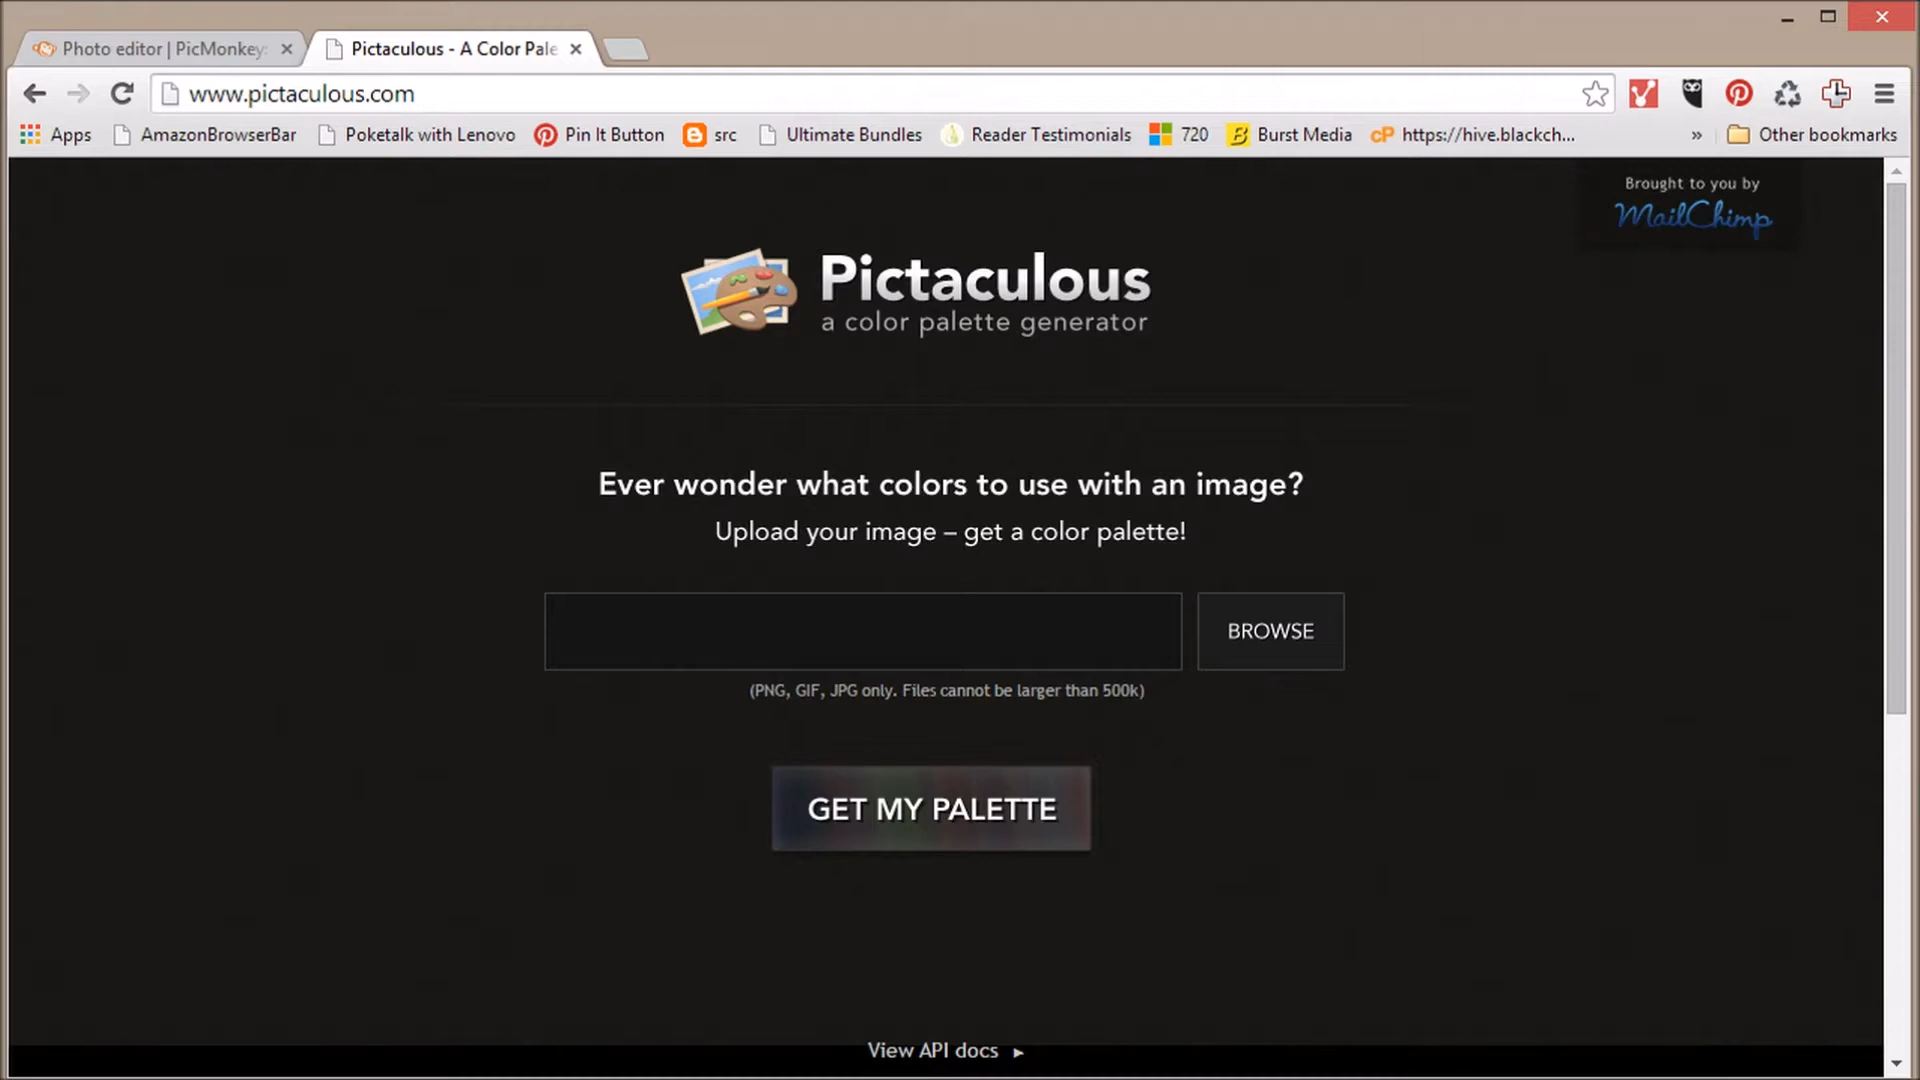 Photo editor | PicMonkey:
Pictaculous - A Color Pale
www.pictaculous.com
Apps AmazonBrowserBar Poketalk with Lenovo Pin It Button src Ultimate Bundles Reader Testimonials 720 Burst Media cP https://hive.blackch... » Other bookmarks
Brought to you by
MailChimp
Pictaculous
a color palette generator
Ever wonder what colors to use with an image?
Upload your image – get a color palette!
BROWSE
(PNG, GIF, JPG only. Files cannot be larger than 500k)
GET MY PALETTE
View API docs ►